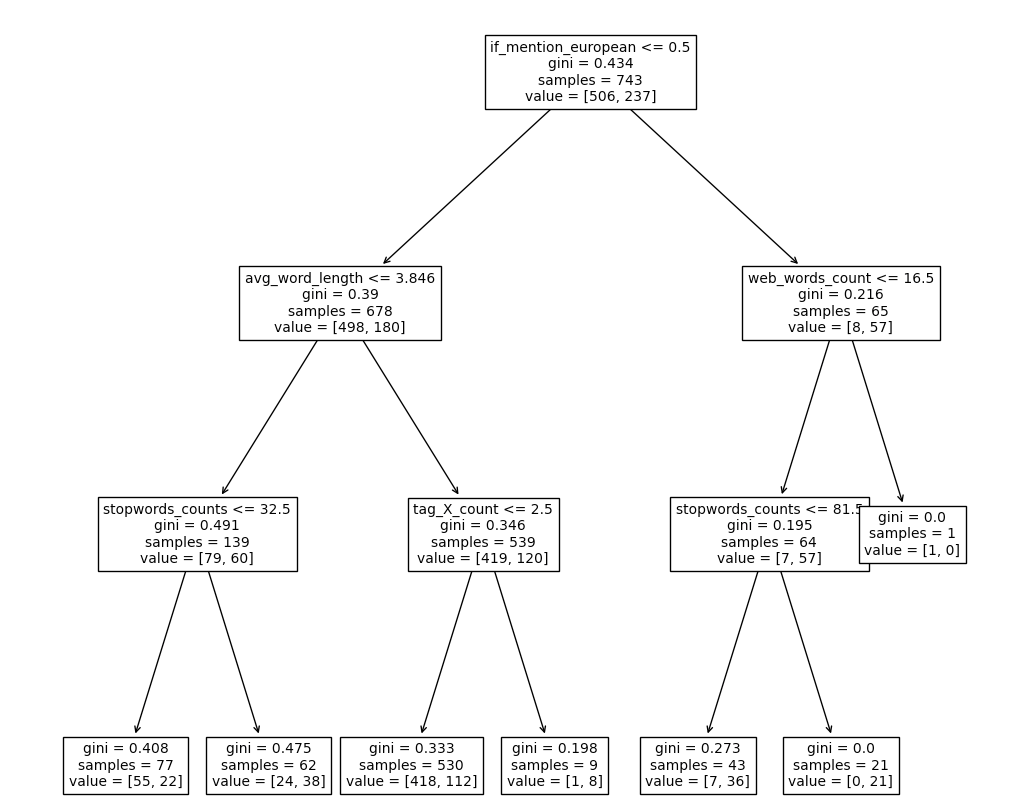 if_mention_european <= 0.5
gini = 0.434
samples = 743
value = [506, 237]
avg_word_length <= 3.846
gini = 0.39
samples = 678
value = [498, 180]
web_words_count <= 16.5
gini = 0.216
samples = 65
value = [8, 57]
stopwords_counts <= 32.5
gini = 0.491
samples = 139
value = [79, 60]
tag_X_count <= 2.5
gini = 0.346
samples = 539
value = [419, 120]
stopwords_counts <= 81.5
gini = 0.195
samples = 64
value = [7, 57]
gini = 0.0
samples = 1
value = [1, 0]
gini = 0.408
samples = 77
value = [55, 22]
gini = 0.475
samples = 62
value = [24, 38]
gini = 0.333
samples = 530
value = [418, 112]
gini = 0.198
samples = 9
value = [1, 8]
gini = 0.273
samples = 43
value = [7, 36]
gini = 0.0
samples = 21
value = [0, 21]